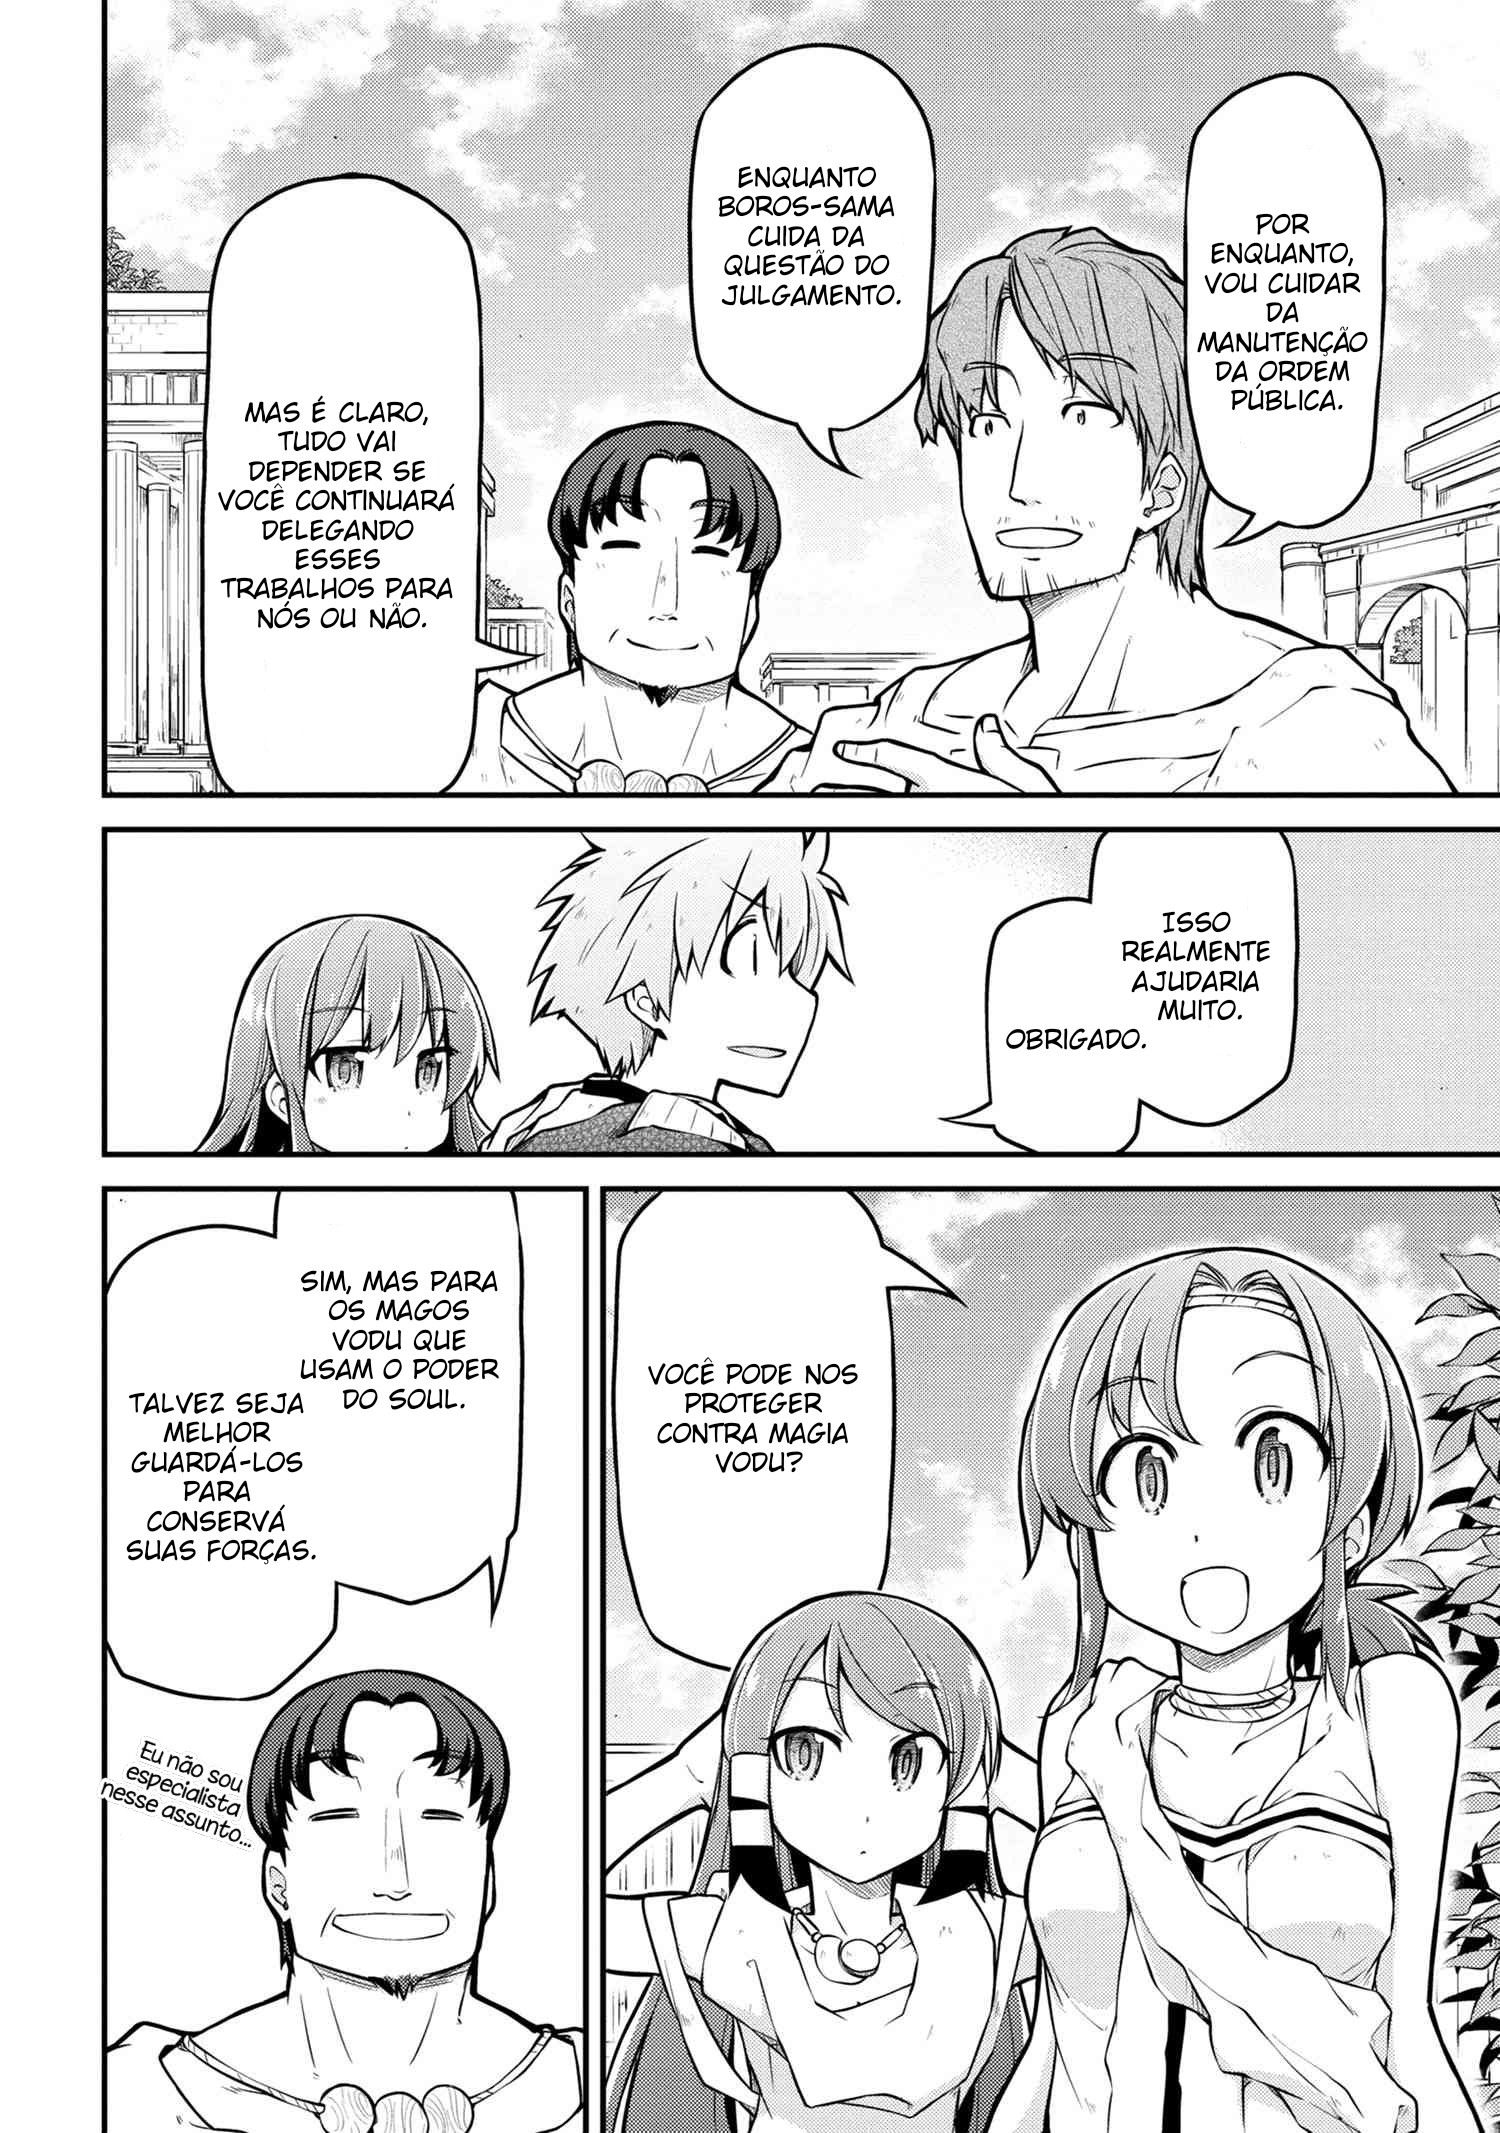 POR
ENQUANTO,
VOU CUIDAR
DA
MANUTENÇÃO
DA ORDEM
PÚBLICA.
ENQUANTO
BOROS-SAMA
CUIDA DA
QUESTÃO DO
JULGAMENTO.
MAS É CLARO,
TUDO VAI
DEPENDER SE
VOCÊ CONTINUARÁ
DELEGANDO
ESSES
TRABALHOS PARA
NÓS OU NÃO.
ISSO
REALMENTE
AJUDARIA
MUITO.
OBRIGADO.
VOCÊ PODE NOS
PROTEGER
CONTRA MAGIA
VODU?
SIM, MAS PARA
OS MAGOS
VODU QUE
USAM O PODER
DO SOUL.
TALVEZ SEJA
MELHOR
GUARDÁ-LOS
PARA
CONSERVÁ
SUAS FORÇAS.
Eu não sou
especialista
nesse assunto...